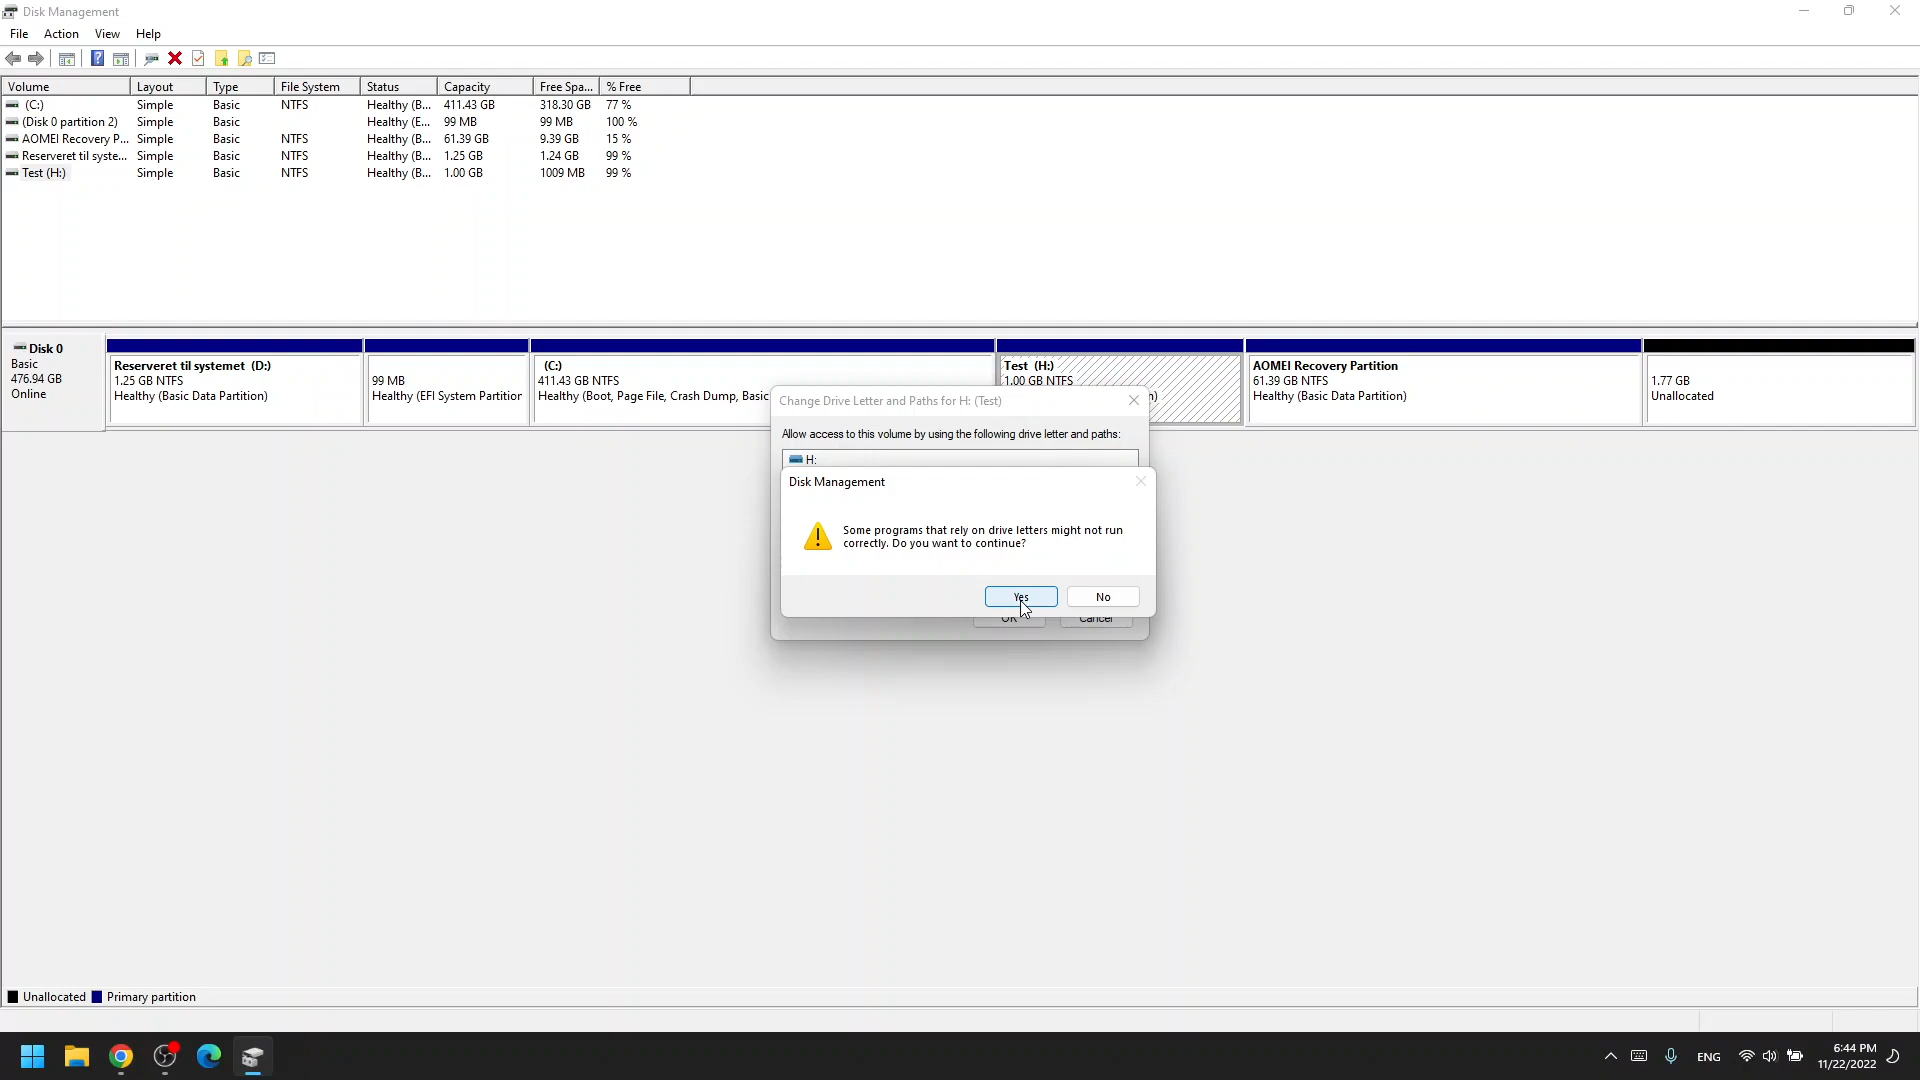 Disk Management
File Action View Help
Volume Layout Type File System Status Capacity Free Spa... % Free
(C:) Simple Basic NTFS Healthy (B... 411.43 GB 318.30 GB 77 %
(Disk 0 partition 2) Simple Basic Healthy (E... 99 MB 99 MB 100 %
AOMEI Recovery P... Simple Basic NTFS Healthy (B... 61.39 GB 9.39 GB 15 %
Reserveret til syste... Simple Basic NTFS Healthy (B... 1.25 GB 1.24 GB 99 %
Test (H:) Simple Basic NTFS Healthy (B... 1.00 GB 1009 MB 99 %
Disk 0
Basic
476.94 GB
Online
Reserveret til systemet (D:)
1.25 GB NTFS
Healthy (Basic Data Partition)
99 MB
Healthy (EFI System Partition
(C:)
411.43 GB NTFS
Healthy (Boot, Page File, Crash Dump, Basic
Test (H:)
1.00 GB NTFS
n)
AOMEI Recovery Partition
61.39 GB NTFS
Healthy (Basic Data Partition)
1.77 GB
Unallocated
Change Drive Letter and Paths for H: (Test)
Allow access to this volume by using the following drive letter and paths:
H:
Disk Management
Some programs that rely on drive letters might not run
correctly. Do you want to continue?
Yes No
OK Cancel
Unallocated Primary partition
ENG
6:44 PM
11/22/2022